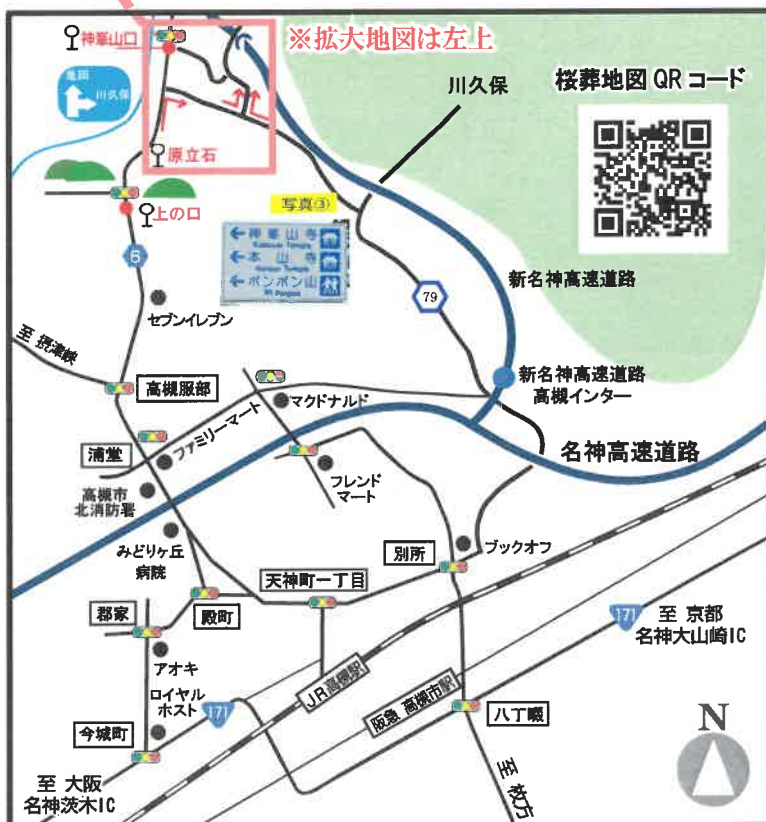 神峯山口
※拡大地図は左上
亀田
川久保
原立石
川久保
桜葬地図 QRコード
上の口
写真③
←神峯山寺
←本山寺
←ポンポン山
6
79
新名神高速道路
セブンイレブン
至 摂津峡
高槻服部
マクドナルド
新名神高速道路
高槻インター
ファミリーマート
浦堂
名神高速道路
高槻市
北消防署
フレンド
マート
みどりヶ丘
病院
別所
ブックオフ
天神町一丁目
郡家
殿町
171
至 京都
名神大山崎IC
アオキ
ロイヤル
ホスト
171
JR高槻駅
阪急 高槻市駅
八丁畷
今城町
N
至 大阪
名神茨木IC
至 枚方